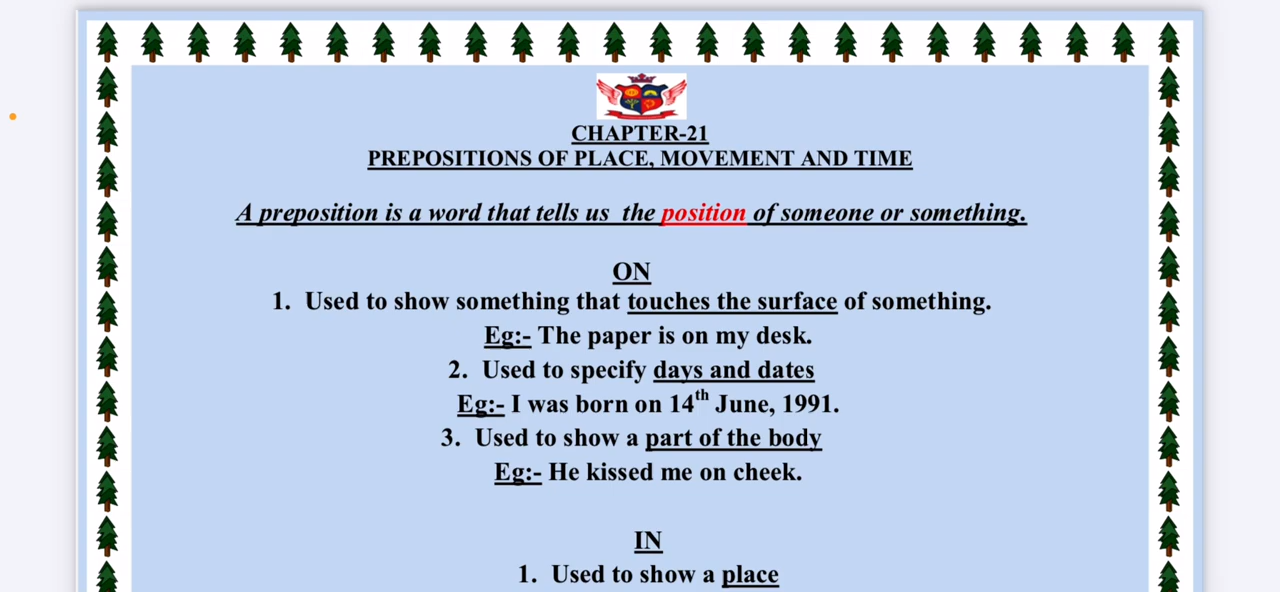 CHAPTER-21
PREPOSITIONS OF PLACE, MOVEMENT AND TIME
A preposition is a word that tells us the position of someone or something.
ON
1. Used to show something that touches the surface of something.
Eg:- The paper is on my desk.
2. Used to specify days and dates
Eg:- I was born on 14th June, 1991.
3. Used to show a part of the body
Eg:- He kissed me on cheek.
IN
1. Used to show a place